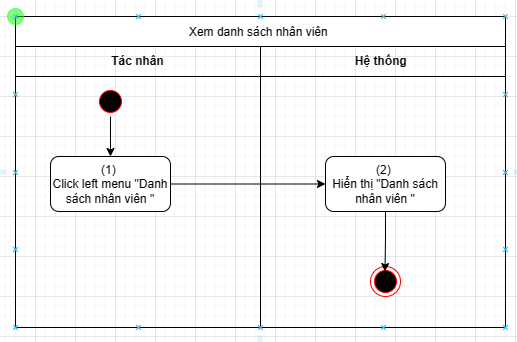 Xem danh sách nhân viên
Tác nhân
Hệ thống
(1)
Click left menu "Danh
sách nhân viên "
(2)
Hiển thị "Danh sách
nhân viên "